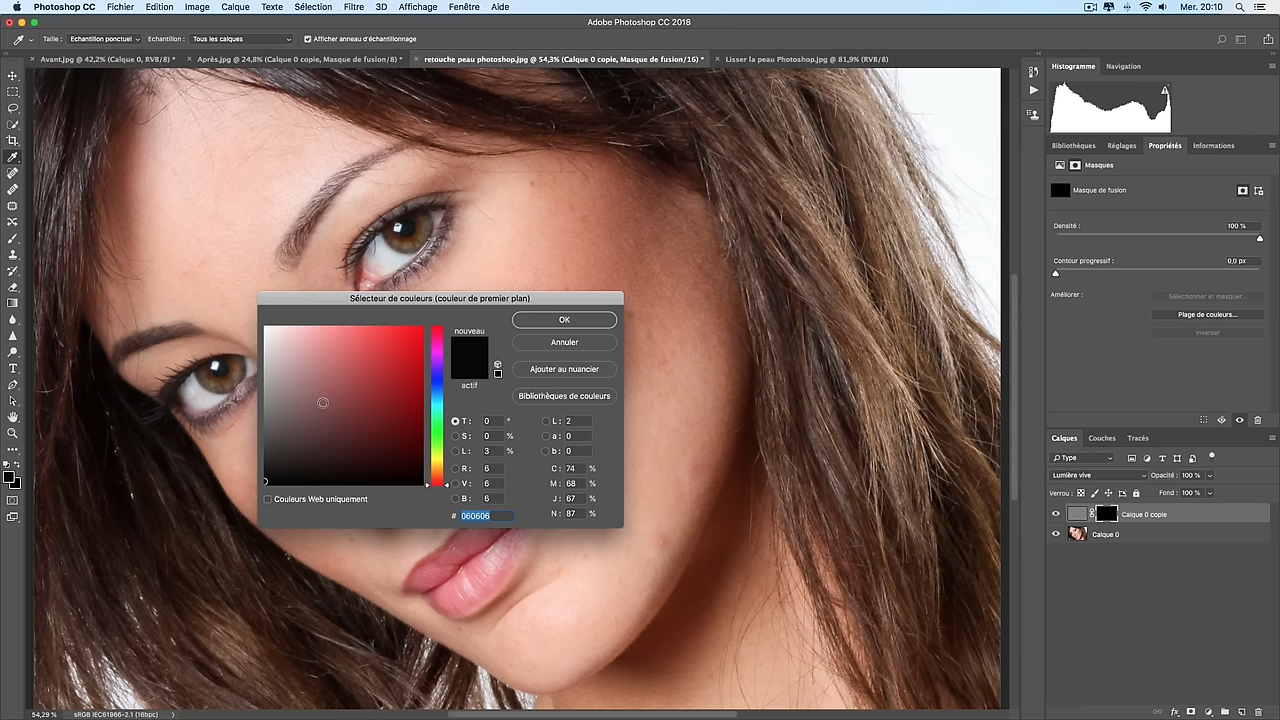 Photoshop CC Fichier Edition Image Calque Texte Sélection Filtre 3D Affichage Fenêtre Aide Mer. 20:10
Adobe Photoshop CC 2018
Taille : Echantillon ponctuel Echantillon : Tous les calques Afficher anneau d'échantillonnage
× Avant.jpg @ 42,2% (Calque 0, RVB/8) * × Après.jpg @ 24,8% (Calque 0 copie, Masque de fusion/8) * × retouche peau photoshop.jpg @ 54,3% (Calque 0 copie, Masque de fusion/16) * × Lisser la peau Photoshop.jpg @ 81,9% (RVB/8)
Histogramme Navigation
Bibliothèques Réglages Propriétés Informations
Masques
Masque de fusion
Densité : 100 %
Contour progressif : 0,0 px
Améliorer : Sélectionner et masquer...
Plage de couleurs...
Inverser
Sélecteur de couleurs (couleur de premier plan)
nouveau
actif
OK
Annuler
Ajouter au nuancier
Bibliothèques de couleurs
T : 0 ° L : 2
S : 0 % a : 0
L : 3 % b : 0
R : 6 C : 74 %
V : 6 M : 68 %
B : 6 J : 67 %
# 060606 N : 87 %
Couleurs Web uniquement
Calques Couches Tracés
Type
Lumière vive Opacité : 100 %
Verrou : Fond : 100 %
Calque 0 copie
Calque 0
54,29 % sRGB IEC61966-2.1 (16bpc)